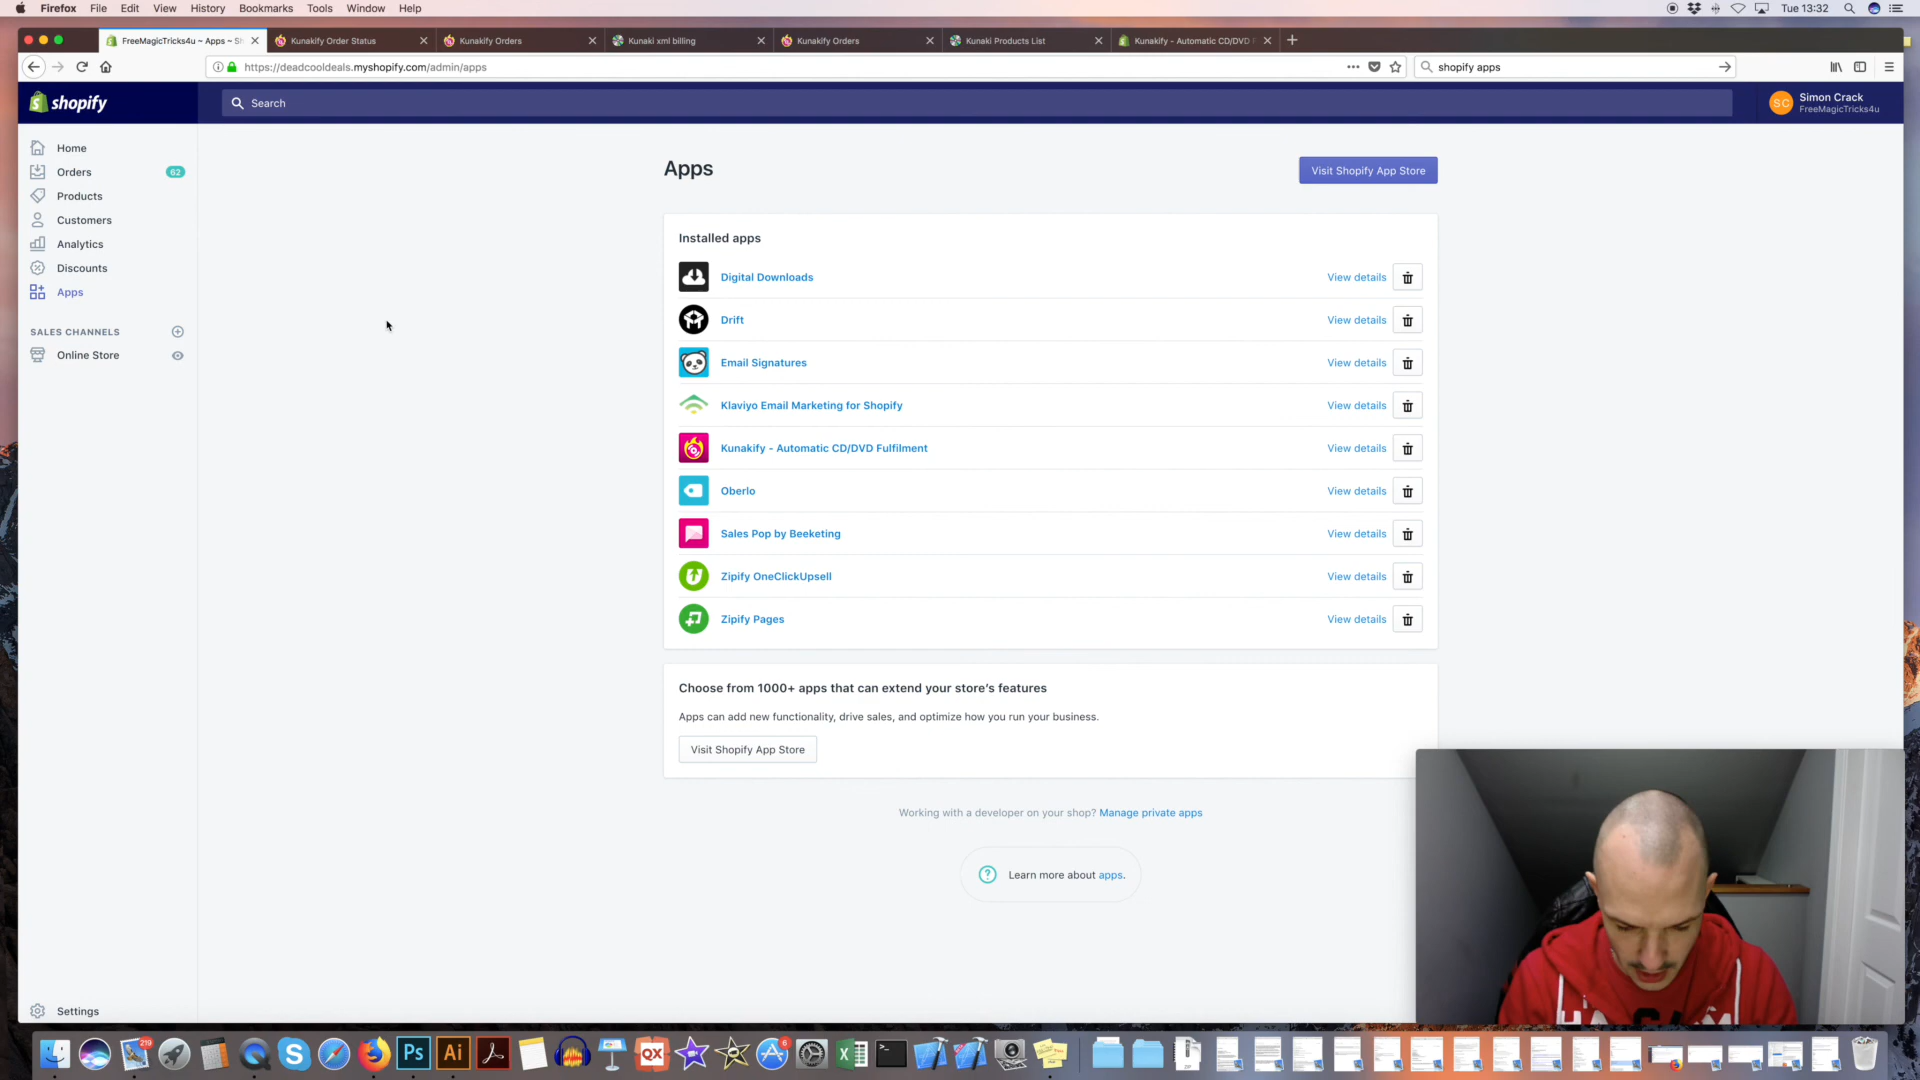 Firefox File Edit View History Bookmarks Tools Window Help
Tue 13:32
FreeMagicTricks4u ~ Apps ~ S
Kunakify Order Status
Kunakify Orders
Kunaki xml billing
Kunakify Orders
Kunaki Products List
Kunakify - Automatic CD/DVD F
https://deadcooldeals.myshopify.com/admin/apps
shopify apps
shopify
Search
SC
Simon Crack
FreeMagicTricks4u
Home
Orders 62
Products
Customers
Analytics
Discounts
Apps
SALES CHANNELS
Online Store
Settings
Apps
Visit Shopify App Store
Installed apps
Digital Downloads View details
Drift View details
Email Signatures View details
Klaviyo Email Marketing for Shopify View details
Kunakify - Automatic CD/DVD Fulfilment View details
Oberlo View details
Sales Pop by Beeketing View details
Zipify OneClickUpsell View details
Zipify Pages View details
Choose from 1000+ apps that can extend your store's features
Apps can add new functionality, drive sales, and optimize how you run your business.
Visit Shopify App Store
Working with a developer on your shop? Manage private apps
Learn more about apps.
219
Ps
Ai
QX
6